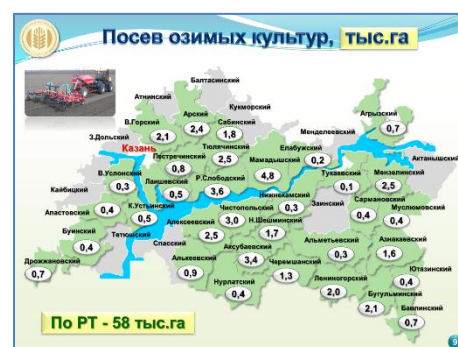 Посев озимых культур, тыс.га
Балтасинский
Атнинский
Кукморский
Арский
2,4
Сабинский
1,8
В.Горский
2,1
Агрызский
0,7
Менделеевский
З.Дольский
Казань
Тюлячинский
2,5
Елабужский
0,2
Актанышский
Пестречинский
0,8
Мамадышский
4,8
В.Услонский
0,3
Лаишевский
0,5
Р.Слободский
3,6
Тукаевский
0,1
Мензелинский
2,5
Кайбицкий
Нижнекамский
0,3
Заинский
Сармановский
0,4
Муслюмовский
0,4
Апастовский
0,4
К.Устьинский
0,5
Чистопольский
3,0
Н.Шешминский
1,7
Буинский
0,4
Тетюшский
Спасский
Алексеевский
2,5
Аксубаевский
3,4
Альметьевский
0,3
Азнакаевский
1,6
Дрожжановский
0,7
Алькеевский
0,9
Черемшанский
1,3
Ютазинский
0,4
Нурлатский
0,4
Лениногорский
2,0
Бугульминский
2,1
Бавлинский
0,7
По РТ - 58 тыс.га
9